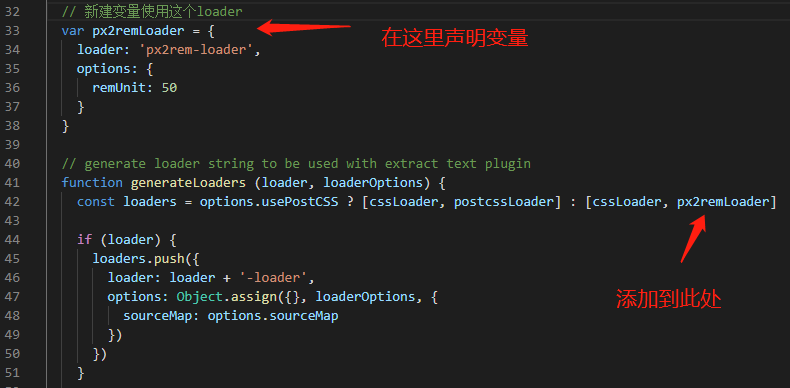 32 // 新建变量使用这个loader
33 var px2remLoader = {
在这里声明变量
34 loader: 'px2rem-loader',
35 options: {
36 remUnit: 50
37 }
38 }
39
40 // generate loader string to be used with extract text plugin
41 function generateLoaders (loader, loaderOptions) {
42 const loaders = options.usePostCSS ? [cssLoader, postcssLoader] : [cssLoader, px2remLoader]
43
44 if (loader) {
45 loaders.push({
46 loader: loader + '-loader',
47 options: Object.assign({}, loaderOptions, {
添加到此处
48 sourceMap: options.sourceMap
49 })
50 })
51 }